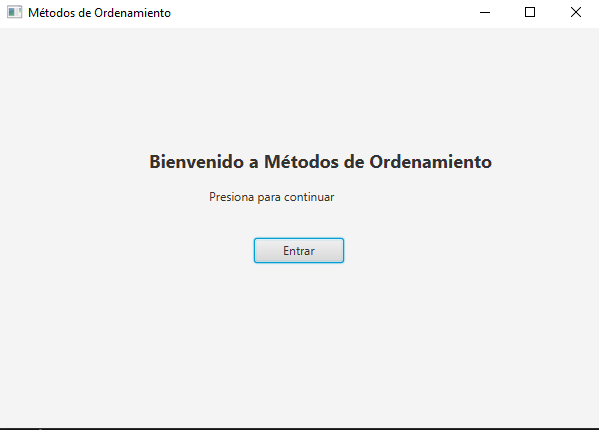 Métodos de Ordenamiento
Bienvenido a Métodos de Ordenamiento
Presiona para continuar
Entrar